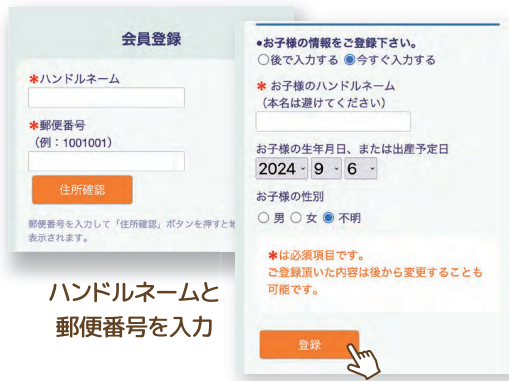 会員登録
*ハンドルネーム
*郵便番号
(例：1001001)
住所確認
郵便番号を入力して「住所確認」ボタンを押すと
表示されます。
ハンドルネームと
郵便番号を入力
●お子様の情報をご登録下さい。
後で入力する 今すぐ入力する
* お子様のハンドルネーム
(本名は避けてください)
お子様の生年月日、または出産予定日
2024 9 6
お子様の性別
男 女 不明
*は必須項目です。
ご登録頂いた内容は後から変更することも
可能です。
登録